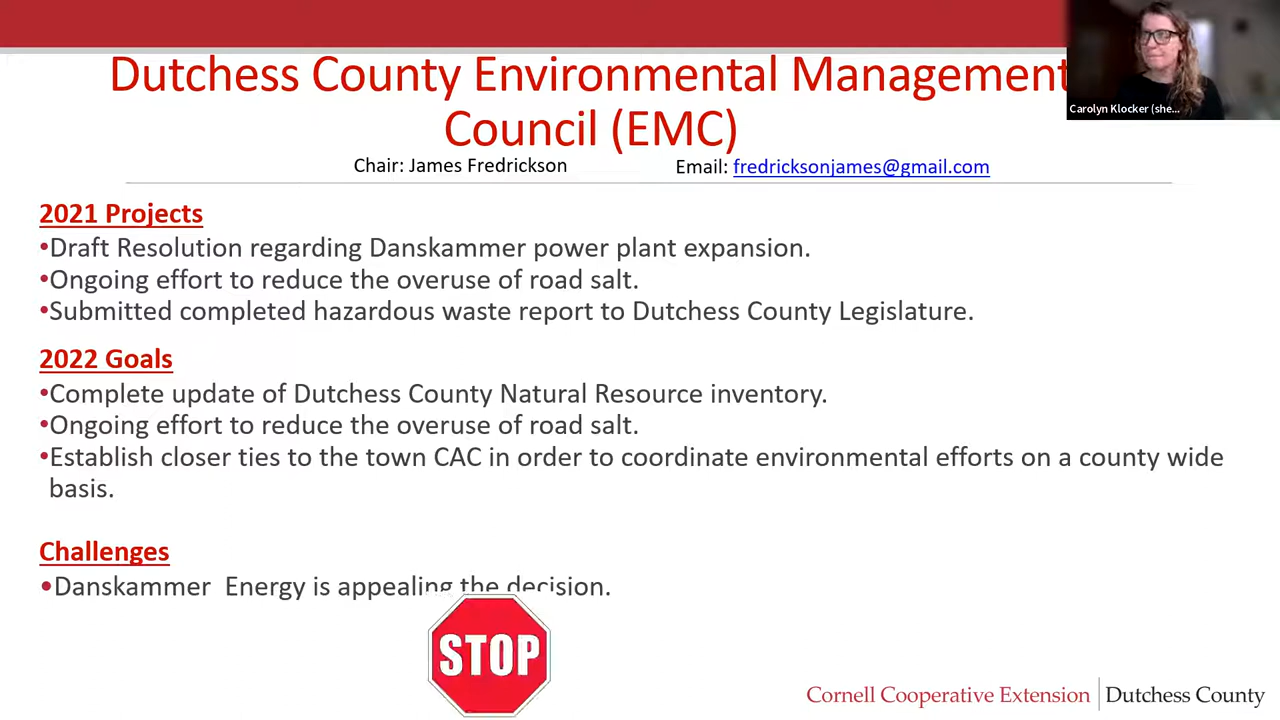 Dutchess County Environmental Management
Council (EMC)
Carolyn Klocker (she...
Chair: James Fredrickson Email: fredricksonjames@gmail.com
2021 Projects
•Draft Resolution regarding Danskammer power plant expansion.
•Ongoing effort to reduce the overuse of road salt.
•Submitted completed hazardous waste report to Dutchess County Legislature.
2022 Goals
•Complete update of Dutchess County Natural Resource inventory.
•Ongoing effort to reduce the overuse of road salt.
•Establish closer ties to the town CAC in order to coordinate environmental efforts on a county wide
basis.
Challenges
•Danskammer Energy is appealing the decision.
STOP
Cornell Cooperative Extension | Dutchess County